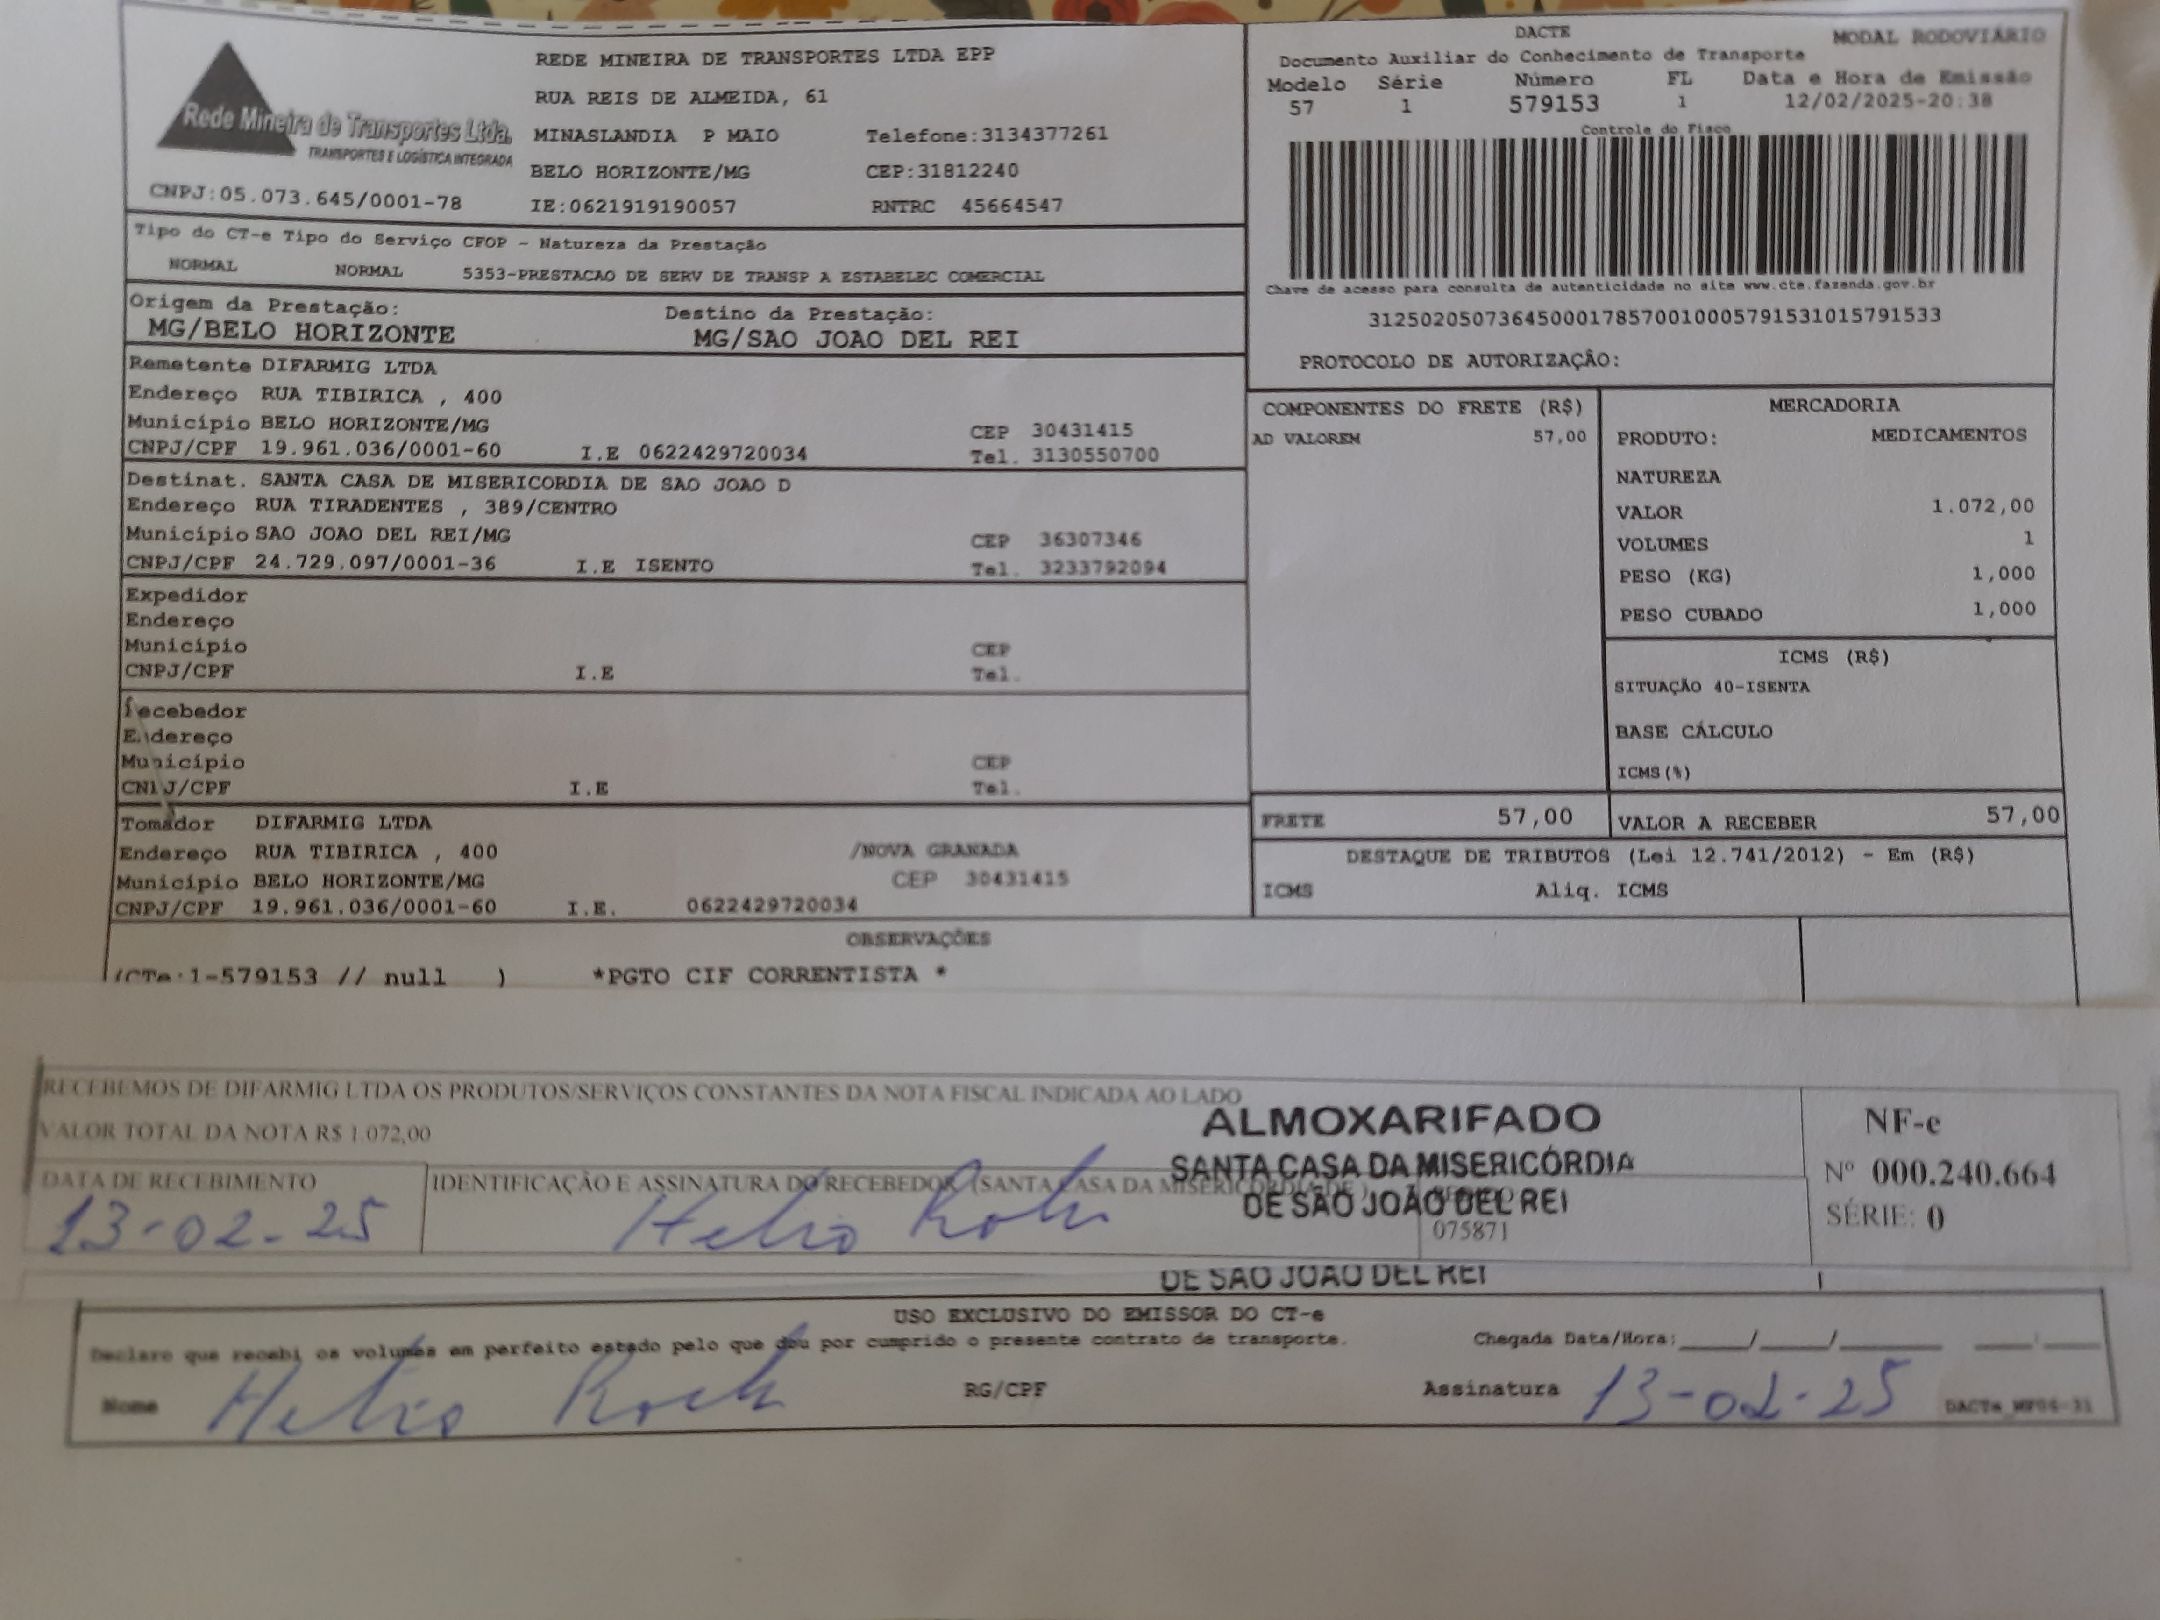 Rede Mineira de Transportes Ltda.
TRANSPORTES E LOGÍSTICA INTEGRADA
CNPJ:05.073.645/0001-78
REDE MINEIRA DE TRANSPORTES LTDA EPP
RUA REIS DE ALMEIDA, 61
MINASLANDIA P MAIO Telefone:3134377261
BELO HORIZONTE/MG CEP:31812240
IE:0621919190057 RNTRC 45664547
DACTE MODAL RODOVIÁRIO
Documento Auxiliar do Conhecimento de Transporte
Modelo Série Número FL Data e Hora de Emissão
57 1 579153 1 12/02/2025-20:38
Controle do Fisco
Chave de acesso para consulta de autenticidade no site www.cte.fazenda.gov.br
31250205073645000178570010005791531015791533
PROTOCOLO DE AUTORIZAÇÃO:
Tipo do CT-e Tipo do Serviço CFOP - Natureza da Prestação
NORMAL NORMAL 5353-PRESTACAO DE SERV DE TRANSP A ESTABELEC COMERCIAL
Origem da Prestação: Destino da Prestação:
MG/BELO HORIZONTE MG/SAO JOAO DEL REI
Remetente DIFARMIG LTDA
Endereço RUA TIBIRICA , 400
Município BELO HORIZONTE/MG CEP 30431415
CNPJ/CPF 19.961.036/0001-60 I.E 0622429720034 Tel. 3130550700
Destinat. SANTA CASA DE MISERICORDIA DE SAO JOAO D
Endereço RUA TIRADENTES , 389/CENTRO
Município SAO JOAO DEL REI/MG CEP 36307346
CNPJ/CPF 24.729.097/0001-36 I.E ISENTO Tel. 3233792094
Expedidor
Endereço
Município CEP
CNPJ/CPF I.E Tel.
Recebedor
Endereço
Município CEP
CNPJ/CPF I.E Tel.
Tomador DIFARMIG LTDA
Endereço RUA TIBIRICA , 400 /NOVA GRANADA
Município BELO HORIZONTE/MG CEP 30431415
CNPJ/CPF 19.961.036/0001-60 I.E. 0622429720034
COMPONENTES DO FRETE (R$)
AD VALOREM 57,00
MERCADORIA
PRODUTO: MEDICAMENTOS
NATUREZA
VALOR 1.072,00
VOLUMES 1
PESO (KG) 1,000
PESO CUBADO 1,000
ICMS (R$)
SITUAÇÃO 40-ISENTA
BASE CÁLCULO
ICMS(%)
FRETE 57,00 VALOR A RECEBER 57,00
DESTAQUE DE TRIBUTOS (Lei 12.741/2012) - Em (R$)
ICMS Aliq. ICMS
OBSERVAÇÕES
(CTe:1-579153 // null ) *PGTO CIF CORRENTISTA *
RECEBEMOS DE DIFARMIG LTDA OS PRODUTOS/SERVIÇOS CONSTANTES DA NOTA FISCAL INDICADA AO LADO
VALOR TOTAL DA NOTA R$ 1.072,00
DATA DE RECEBIMENTO
13-02-25
IDENTIFICAÇÃO E ASSINATURA DO RECEBEDOR (SANTA CASA DA MISERICORDIA DE )
Helio
075871
ALMOXARIFADO
SANTA CASA DA MISERICÓRDIA
DE SÃO JOÃO DEL REI
NF-e
Nº 000.240.664
SÉRIE: 0
DE SÃO JOÃO DEL REI
USO EXCLUSIVO DO EMISSOR DO CT-e
Declaro que recebi os volumes em perfeito estado pelo que dou por cumprido o presente contrato de transporte. Chegada Data/Hora:____/____/______ ____:____
Nome Helio RG/CPF Assinatura 13-02-25